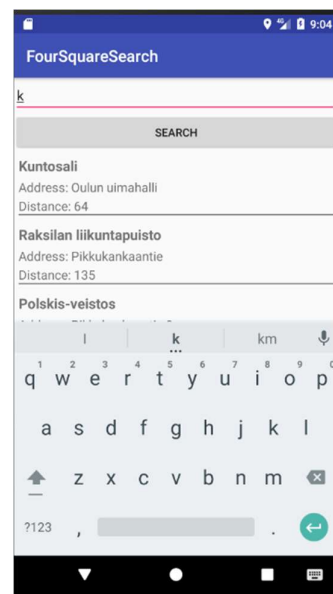 4G 9:04
FourSquareSearch
k
SEARCH
Kuntosali
Address: Oulun uimahalli
Distance: 64
Raksilan liikuntapuisto
Address: Pikkukankaantie
Distance: 135
Polskis-veistos
l k km
1 2 3 4 5 6 7 8 9 0
q w e r t y u i o p
a s d f g h j k l
z x c v b n m
?123 , .